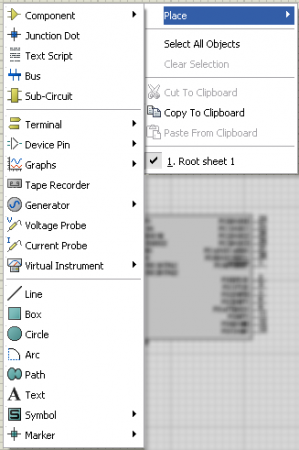 Component
Junction Dot
Text Script
Bus
Sub-Circuit
Terminal
Device Pin
Graphs
Tape Recorder
Generator
Voltage Probe
Current Probe
Virtual Instrument
Line
Box
Circle
Arc
Path
Text
Symbol
Marker
Place
Select All Objects
Clear Selection
Cut To Clipboard
Copy To Clipboard
Paste From Clipboard
1. Root sheet 1